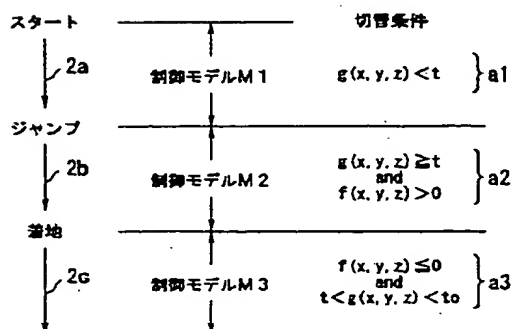 スタート 切替条件
2a 制御モデルM1 g(x,y,z)<t a1
ジャンプ
2b 制御モデルM2 g(x,y,z)≧t
and
f(x,y,z)>0 a2
着地
2c 制御モデルM3 f(x,y,z)≦0
and
t<g(x,y,z)<to a3